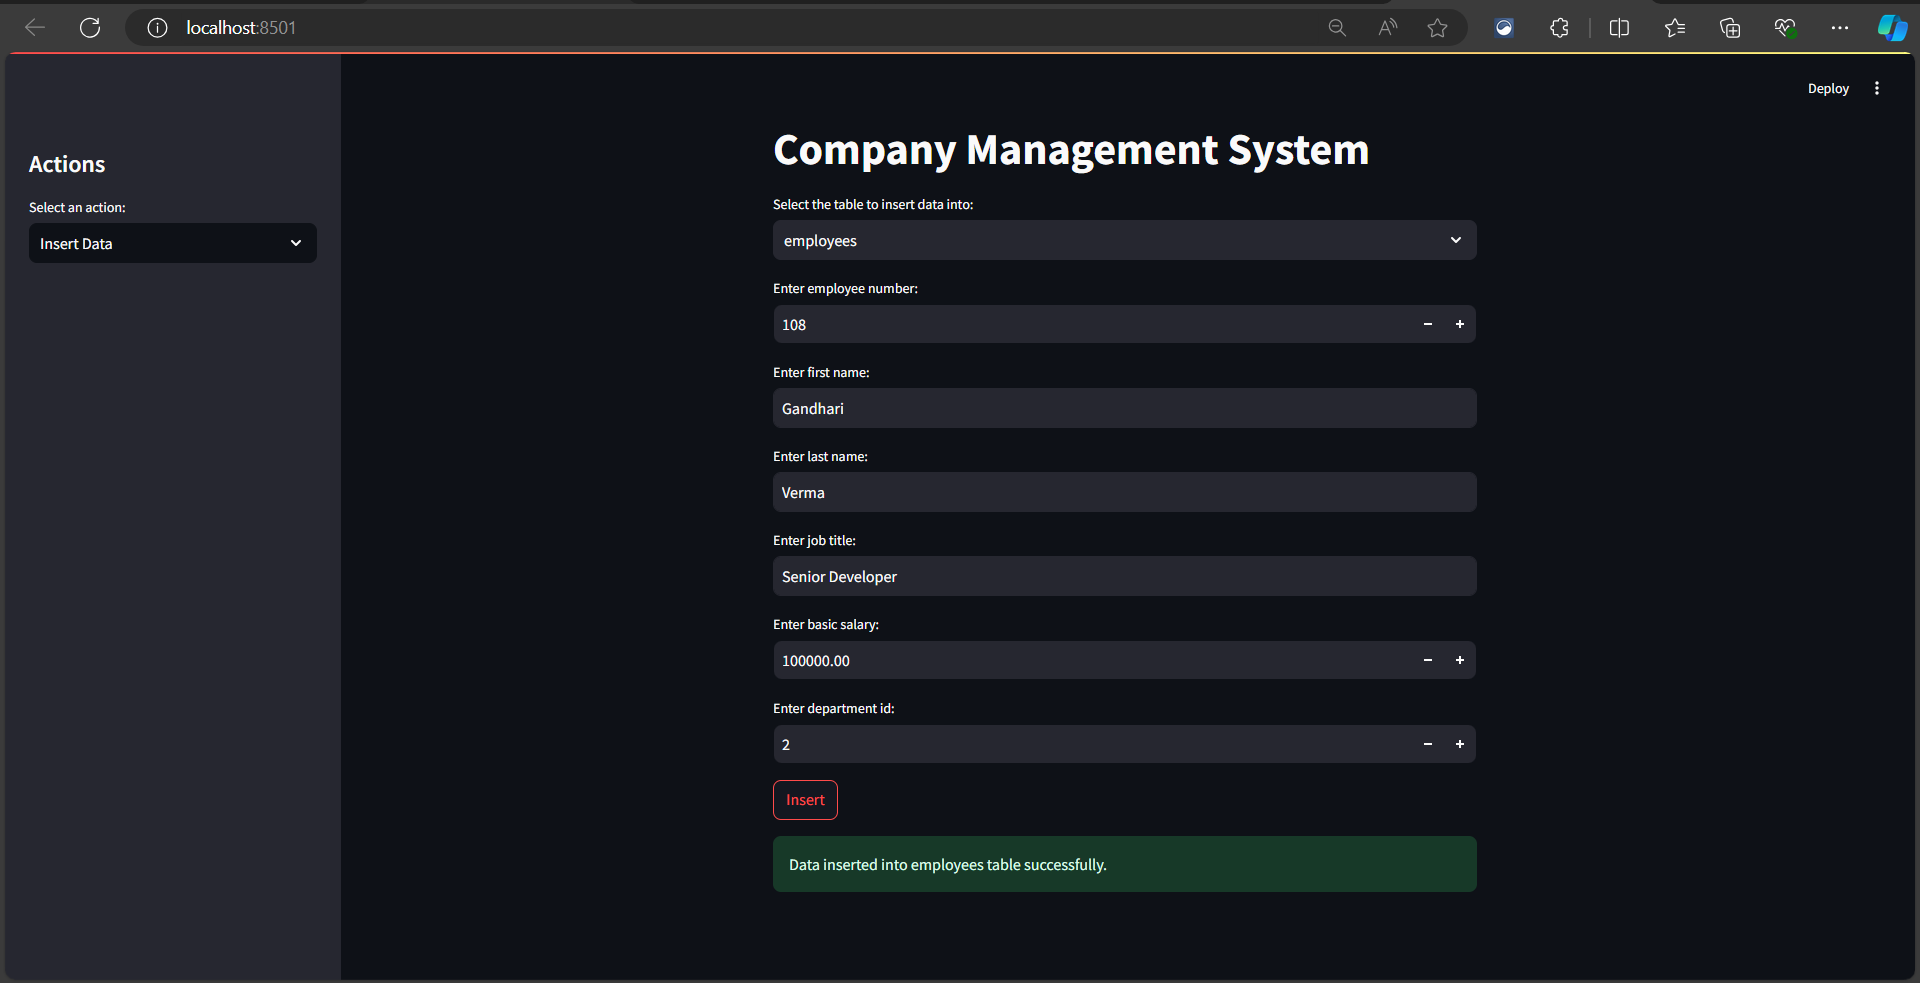 localhost:8501
Deploy
Actions
Select an action:
Insert Data
Company Management System
Select the table to insert data into:
employees
Enter employee number:
108
Enter first name:
Gandhari
Enter last name:
Verma
Enter job title:
Senior Developer
Enter basic salary:
100000.00
Enter department id:
2
Insert
Data inserted into employees table successfully.